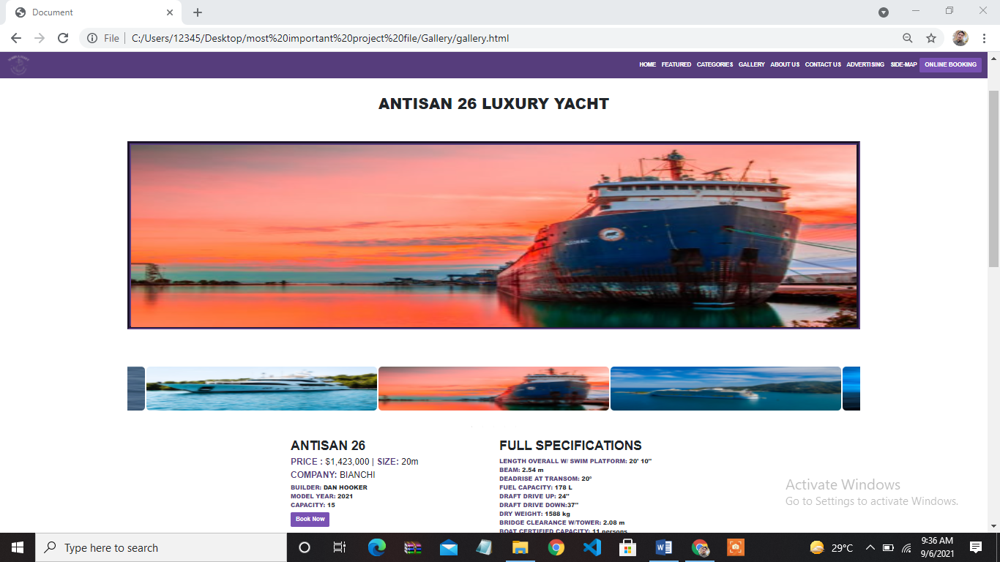 Document
File
C:/Users/12345/Desktop/most%20important%20project%20file/Gallery/gallery.html
HOME FEATURED CATEGORIES GALLERY ABOUT US CONTACT US ADVERTISING SIDE-MAP ONLINE BOOKING
ANTISAN 26 LUXURY YACHT
ANTISAN 26
PRICE : $1,423,000 | SIZE: 20m
COMPANY: BIANCHI
BUILDER: DAN HOOKER
MODEL YEAR: 2021
CAPACITY: 15
Book Now
FULL SPECIFICATIONS
LENGTH OVERALL W/ SWIM PLATFORM: 20' 10"
BEAM: 2.54 m
DEADRISE AT TRANSOM: 20°
FUEL CAPACITY: 178 L
DRAFT DRIVE UP: 24"
DRAFT DRIVE DOWN:37"
DRY WEIGHT: 1588 kg
BRIDGE CLEARANCE W/TOWER: 2.08 m
BOAT CERTIFIED CAPACITY: 11 persons
Activate Windows
Go to Settings to activate Windows.
Type here to search
29°C
9:36 AM
9/6/2021